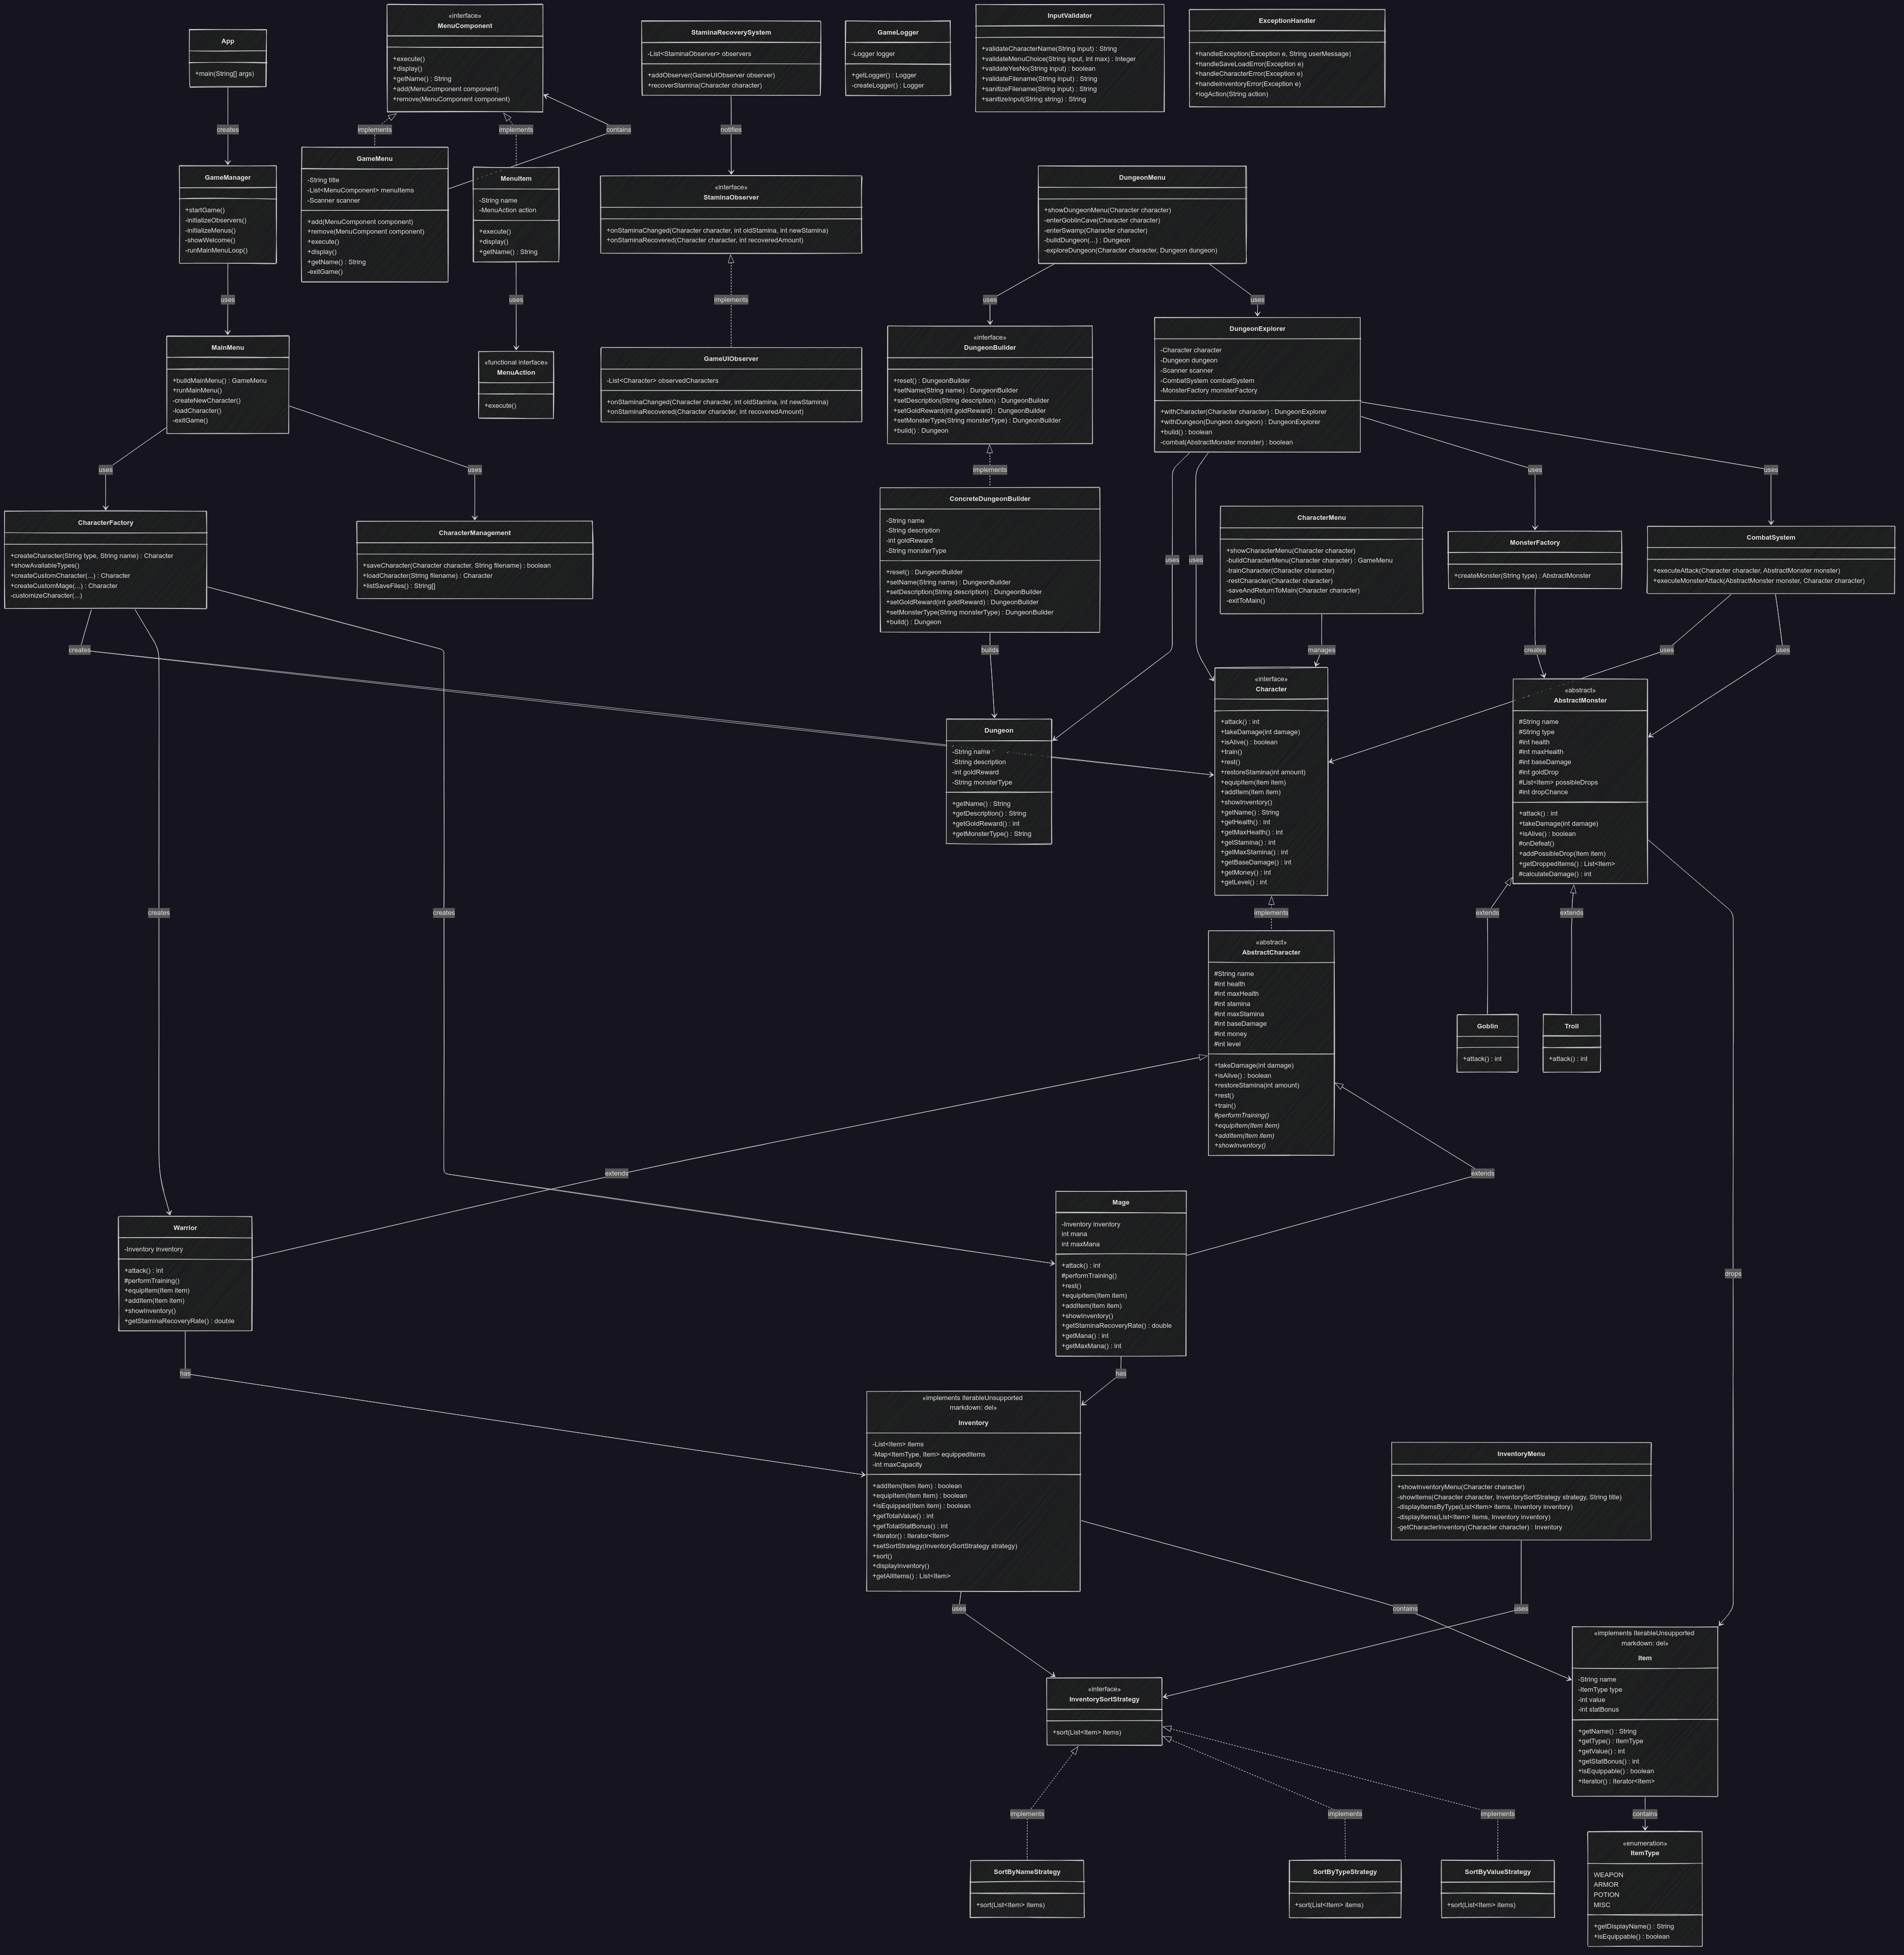 App
+main(String[] args)
creates
«interface»
MenuComponent
+execute()
+display()
+getName() : String
+add(MenuComponent component)
+remove(MenuComponent component)
implements
implements
contains
StaminaRecoverySystem
-List<StaminaObserver> observers
+addObserver(GameUIObserver observer)
+recoverStamina(Character character)
notifies
GameLogger
-Logger logger
+getLogger() : Logger
-createLogger() : Logger
InputValidator
+validateCharacterName(String input) : String
+validateMenuChoice(String input, int max) : Integer
+validateYesNo(String input) : boolean
+validateFilename(String input) : String
+sanitizeFilename(String input) : String
+sanitizeInput(String string) : String
ExceptionHandler
+handleException(Exception e, String userMessage)
+handleSaveLoadError(Exception e)
+handleCharacterError(Exception e)
+handleInventoryError(Exception e)
+logAction(String action)
GameManager
+startGame()
-initializeObservers()
-initializeMenus()
-showWelcome()
-runMainMenuLoop()
uses
GameMenu
-String title
-List<MenuComponent> menuItems
-Scanner scanner
+add(MenuComponent component)
+remove(MenuComponent component)
+execute()
+display()
+getName() : String
-exitGame()
MenuItem
-String name
-MenuAction action
+execute()
+display()
+getName() : String
uses
«interface»
StaminaObserver
+onStaminaChanged(Character character, int oldStamina, int newStamina)
+onStaminaRecovered(Character character, int recoveredAmount)
implements
DungeonMenu
+showDungeonMenu(Character character)
-enterGoblinCave(Character character)
-enterSwamp(Character character)
-buildDungeon(...) : Dungeon
-exploreDungeon(Character character, Dungeon dungeon)
uses
uses
MainMenu
+buildMainMenu() : GameMenu
+runMainMenu()
-createNewCharacter()
-loadCharacter()
-exitGame()
uses
uses
«functional interface»
MenuAction
+execute()
GameUIObserver
-List<Character> observedCharacters
+onStaminaChanged(Character character, int oldStamina, int newStamina)
+onStaminaRecovered(Character character, int recoveredAmount)
«interface»
DungeonBuilder
+reset() : DungeonBuilder
+setName(String name) : DungeonBuilder
+setDescription(String description) : DungeonBuilder
+setGoldReward(int goldReward) : DungeonBuilder
+setMonsterType(String monsterType) : DungeonBuilder
+build() : Dungeon
implements
DungeonExplorer
-Character character
-Dungeon dungeon
-Scanner scanner
-CombatSystem combatSystem
-MonsterFactory monsterFactory
+withCharacter(Character character) : DungeonExplorer
+withDungeon(Dungeon dungeon) : DungeonExplorer
+build() : boolean
-combat(AbstractMonster monster) : boolean
uses
uses
uses
uses
CharacterFactory
+createCharacter(String type, String name) : Character
+showAvailableTypes()
+createCustomCharacter(...) : Character
+createCustomMage(...) : Character
-customizeCharacter(...)
creates
creates
creates
CharacterManagement
+saveCharacter(Character character, String filename) : boolean
+loadCharacter(String filename) : Character
+listSaveFiles() : String[]
ConcreteDungeonBuilder
-String name
-String description
-int goldReward
-String monsterType
+reset() : DungeonBuilder
+setName(String name) : DungeonBuilder
+setDescription(String description) : DungeonBuilder
+setGoldReward(int goldReward) : DungeonBuilder
+setMonsterType(String monsterType) : DungeonBuilder
+build() : Dungeon
builds
CharacterMenu
+showCharacterMenu(Character character)
-buildCharacterMenu(Character character) : GameMenu
-trainCharacter(Character character)
-restCharacter(Character character)
-saveAndReturnToMain(Character character)
-exitToMain()
manages
MonsterFactory
+createMonster(String type) : AbstractMonster
creates
CombatSystem
+executeAttack(Character character, AbstractMonster monster)
+executeMonsterAttack(AbstractMonster monster, Character character)
uses
uses
Dungeon
-String name
-String description
-int goldReward
-String monsterType
+getName() : String
+getDescription() : String
+getGoldReward() : int
+getMonsterType() : String
«interface»
Character
+attack() : int
+takeDamage(int damage)
+isAlive() : boolean
+train()
+rest()
+restoreStamina(int amount)
+equipItem(Item item)
+addItem(Item item)
+showInventory()
+getName() : String
+getHealth() : int
+getMaxHealth() : int
+getStamina() : int
+getMaxStamina() : int
+getBaseDamage() : int
+getMoney() : int
+getLevel() : int
implements
«abstract»
AbstractMonster
#String name
#String type
#int health
#int maxHealth
#int baseDamage
#int goldDrop
#List<Item> possibleDrops
#int dropChance
+attack() : int
+takeDamage(int damage)
+isAlive() : boolean
#onDefeat()
+addPossibleDrop(Item item)
+getDroppedItems() : List<Item>
#calculateDamage() : int
extends
extends
drops
«abstract»
AbstractCharacter
#String name
#int health
#int maxHealth
#int stamina
#int maxStamina
#int baseDamage
#int money
#int level
+takeDamage(int damage)
+isAlive() : boolean
+restoreStamina(int amount)
+rest()
+train()
#performTraining()
+equipItem(Item item)
+addItem(Item item)
+showInventory()
extends
extends
Goblin
+attack() : int
Troll
+attack() : int
Warrior
-Inventory inventory
+attack() : int
#performTraining()
+equipItem(Item item)
+addItem(Item item)
+showInventory()
+getStaminaRecoveryRate() : double
has
Mage
-Inventory inventory
int mana
int maxMana
+attack() : int
#performTraining()
+rest()
+equipItem(Item item)
+addItem(Item item)
+showInventory()
+getStaminaRecoveryRate() : double
+getMana() : int
+getMaxMana() : int
has
«implements IterableUnsupported
markdown: del»
Inventory
-List<Item> items
-Map<ItemType, Item> equippedItems
-int maxCapacity
+addItem(Item item) : boolean
+equipItem(Item item) : boolean
+isEquipped(Item item) : boolean
+getTotalValue() : int
+getTotalStatBonus() : int
+iterator() : Iterator<Item>
+setSortStrategy(InventorySortStrategy strategy)
+sort()
+displayInventory()
+getAllItems() : List<Item>
uses
contains
InventoryMenu
+showInventoryMenu(Character character)
-showItems(Character character, InventorySortStrategy strategy, String title)
-displayItemsByType(List<Item> items, Inventory inventory)
-displayItems(List<Item> items, Inventory inventory)
-getCharacterInventory(Character character) : Inventory
uses
«interface»
InventorySortStrategy
+sort(List<Item> items)
implements
implements
implements
«implements IterableUnsupported
markdown: del»
Item
-String name
-ItemType type
-int value
-int statBonus
+getName() : String
+getType() : ItemType
+getValue() : int
+getStatBonus() : int
+isEquippable() : boolean
+iterator() : Iterator<Item>
contains
SortByNameStrategy
+sort(List<Item> items)
SortByTypeStrategy
+sort(List<Item> items)
SortByValueStrategy
+sort(List<Item> items)
«enumeration»
ItemType
WEAPON
ARMOR
POTION
MISC
+getDisplayName() : String
+isEquippable() : boolean